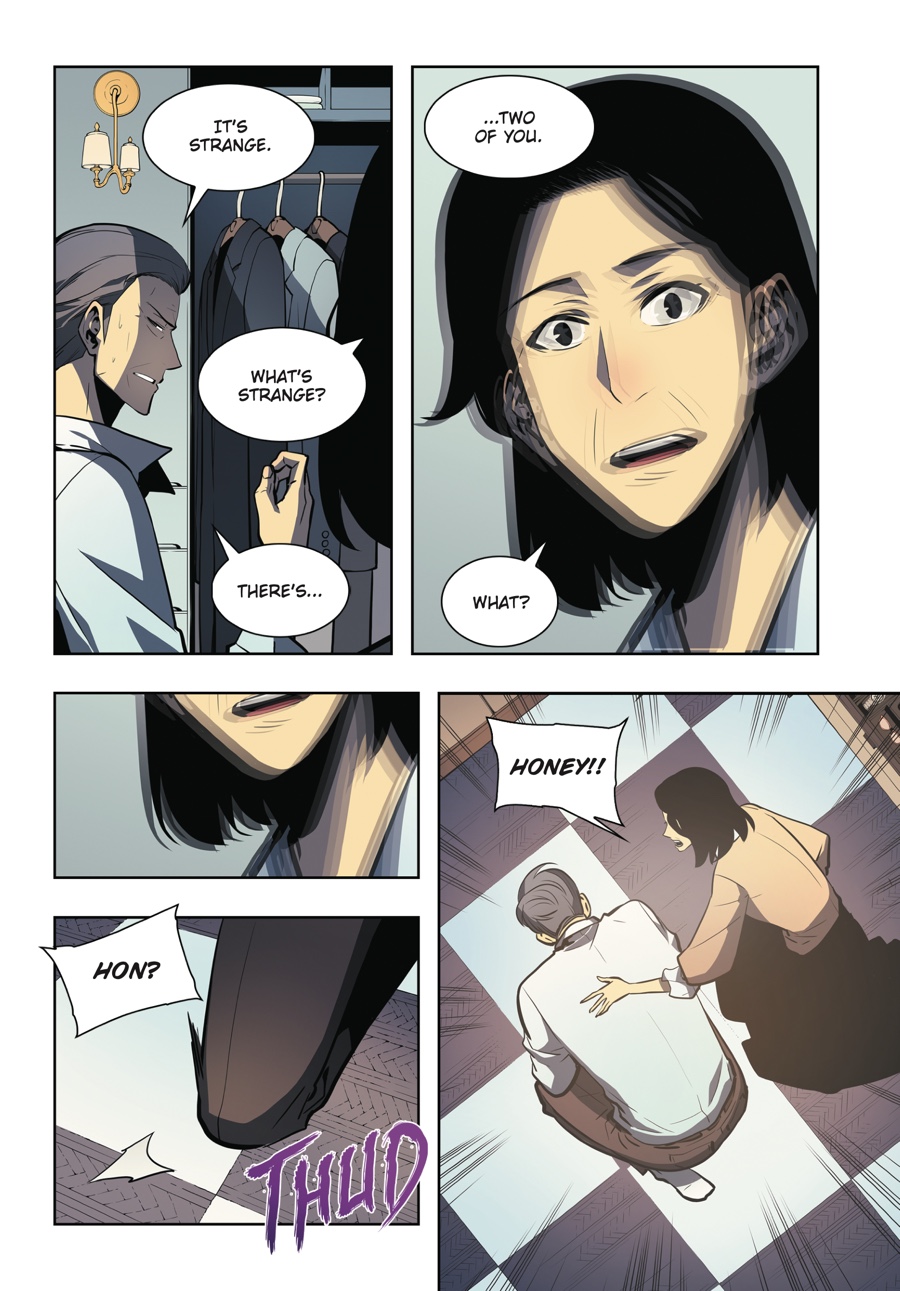 IT'S
STRANGE.
WHAT'S
STRANGE?
THERE'S...
...TWO
OF YOU.
WHAT?
HON?
THUD
HONEY!!